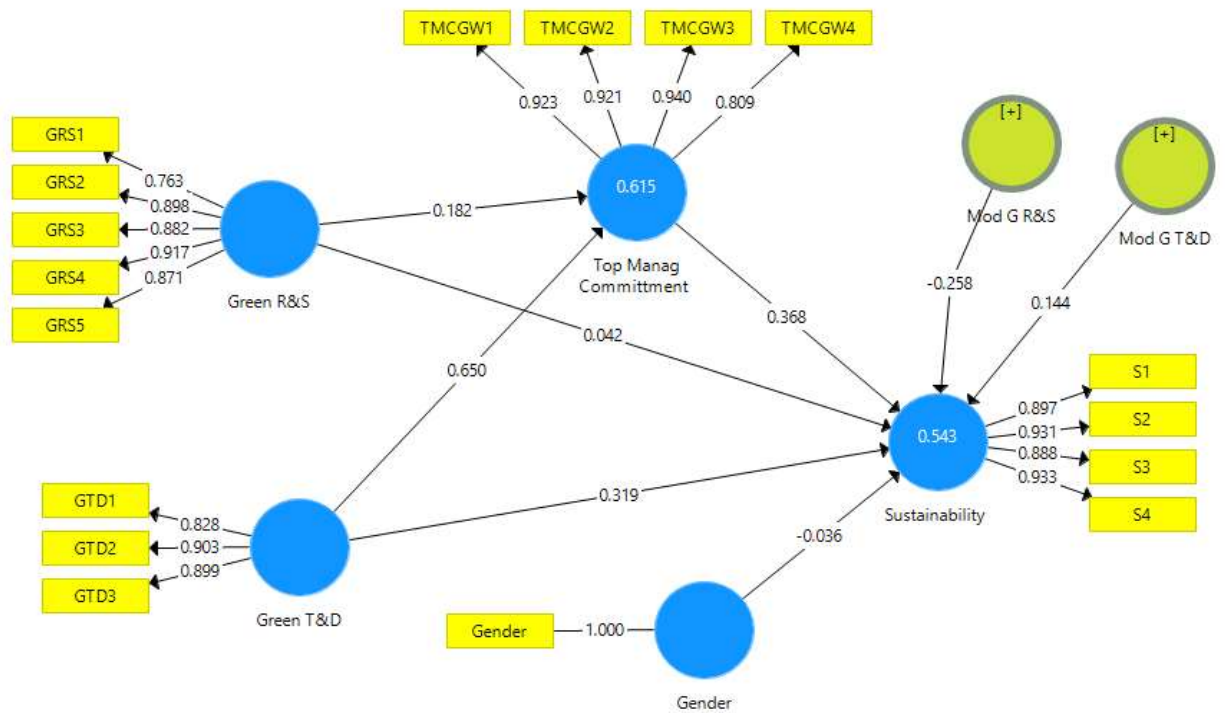 TMCGW1 TMCGW2 TMCGW3 TMCGW4
0.923 0.921 0.940 0.809
[+]
[+]
GRS1
GRS2
GRS3
GRS4
GRS5
0.763
0.898
0.882
0.917
0.871
Green R&S
0.182
0.615
Top Manag
Committment
Mod G R&S
Mod G T&D
-0.258
0.144
0.368
0.042
0.650
S1
S2
S3
S4
0.897
0.931
0.888
0.933
0.543
Sustainability
GTD1
GTD2
GTD3
0.828
0.903
0.899
Green T&D
0.319
-0.036
Gender
1.000
Gender